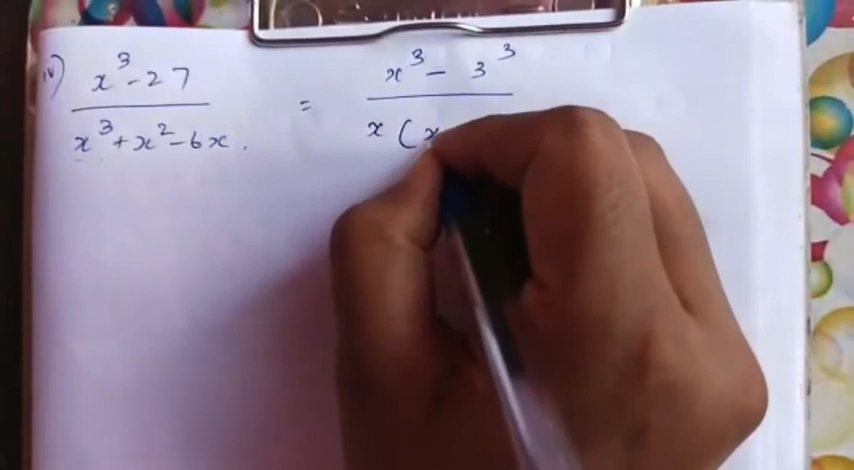 iv) x³-27 / x³+x²-6x. = x³- 3³ / x (x